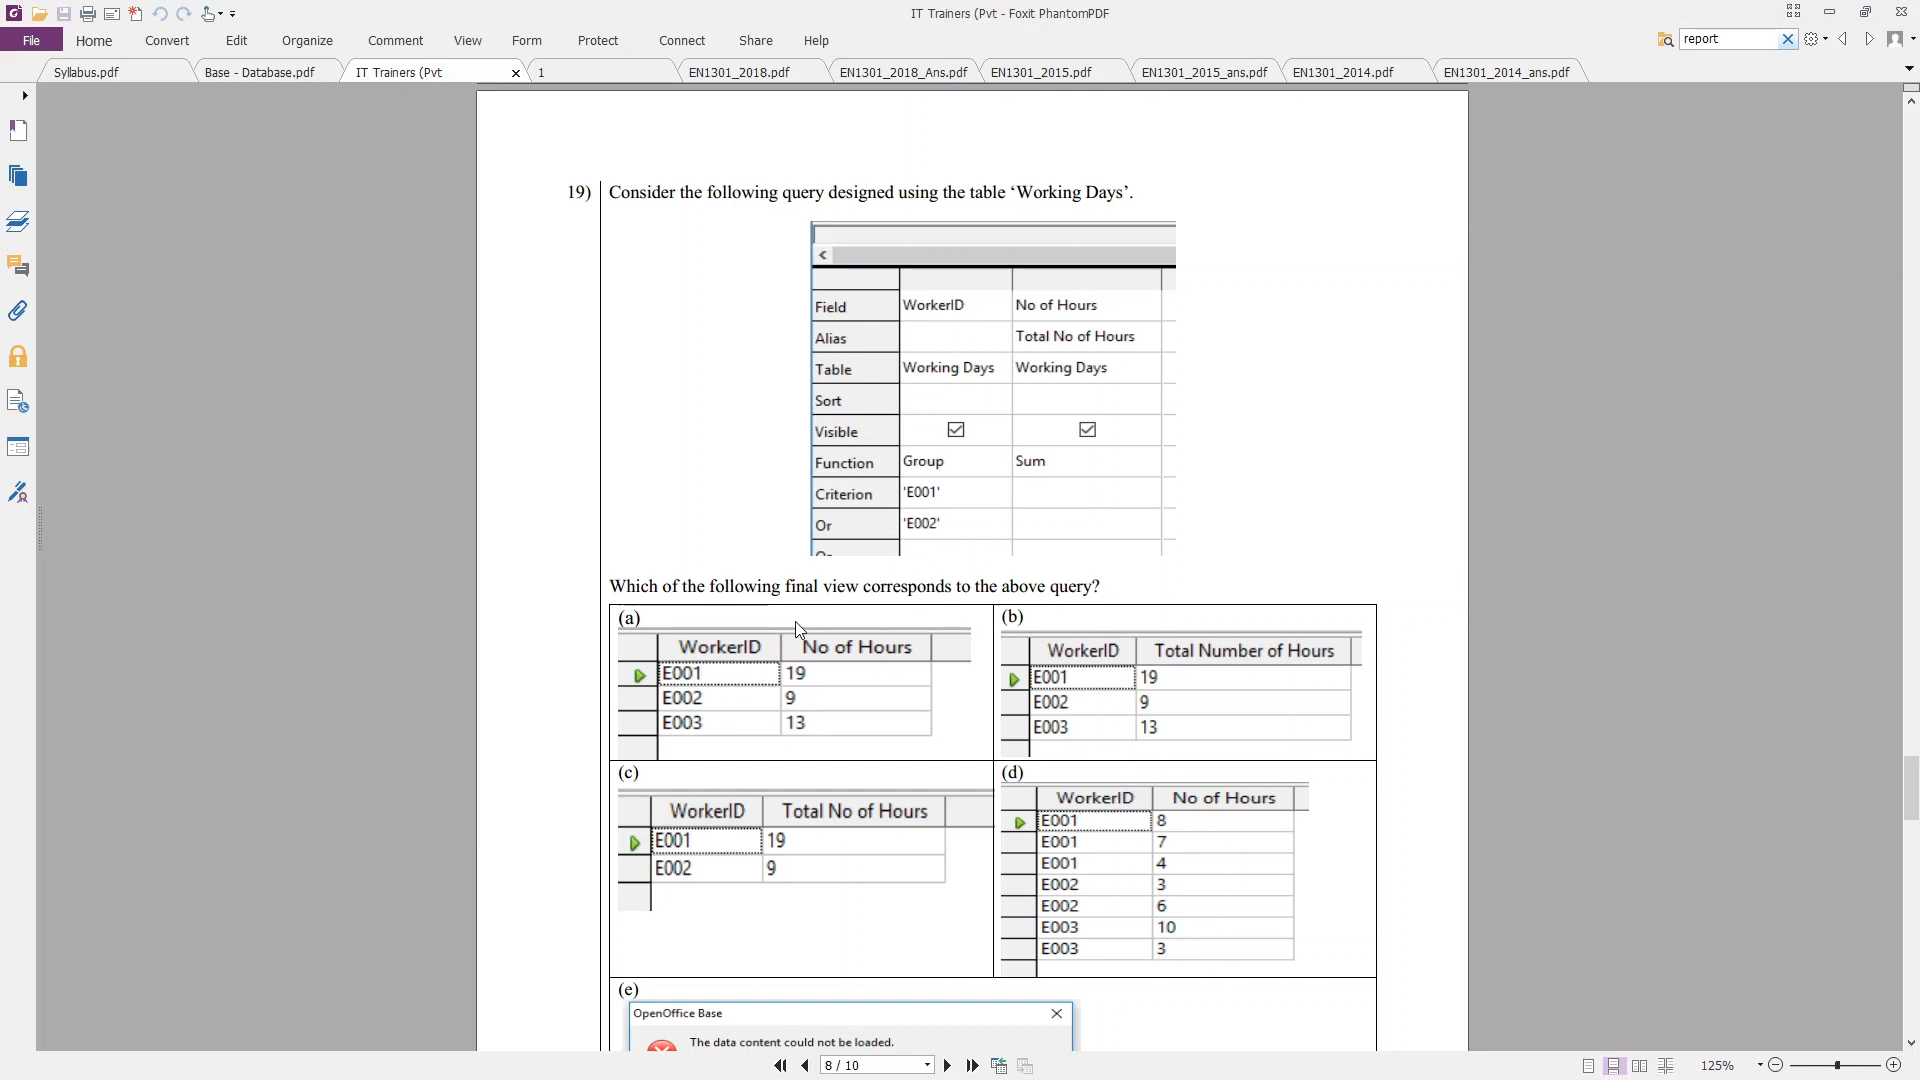 IT Trainers (Pvt - Foxit PhantomPDF
File Home Convert Edit Organize Comment View Form Protect Connect Share Help
report
Syllabus.pdf Base - Database.pdf IT Trainers (Pvt 1 EN1301_2018.pdf EN1301_2018_Ans.pdf EN1301_2015.pdf EN1301_2015_ans.pdf EN1301_2014.pdf EN1301_2014_ans.pdf
19) Consider the following query designed using the table ‘Working Days’.
Field WorkerID No of Hours
Alias Total No of Hours
Table Working Days Working Days
Sort
Visible
Function Group Sum
Criterion 'E001'
Or 'E002'
Which of the following final view corresponds to the above query?
(a)
WorkerID No of Hours
E001 19
E002 9
E003 13
(b)
WorkerID Total Number of Hours
E001 19
E002 9
E003 13
(c)
WorkerID Total No of Hours
E001 19
E002 9
(d)
WorkerID No of Hours
E001 8
E001 7
E001 4
E002 3
E002 6
E003 10
E003 3
(e)
OpenOffice Base
The data content could not be loaded.
8 / 10
125%